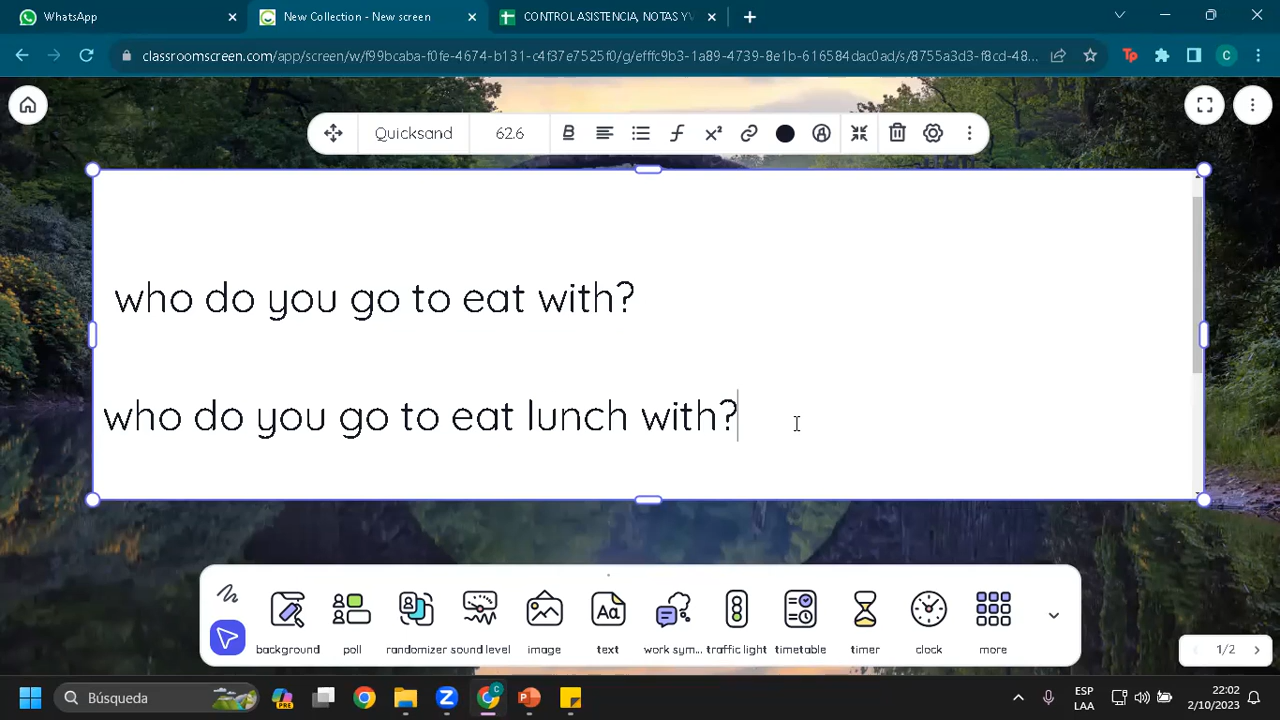 WhatsApp
New Collection - New screen
CONTROL ASISTENCIA, NOTAS Y
classroomscreen.com/app/screen/w/f99bcaba-f0fe-4674-b131-c4f37e7525f0/g/efffc9b3-1a89-4739-8e1b-616584dac0ad/s/8755a3d3-f8cd-48...
Tp
C
Quicksand
62.6
B
who do you go to eat with?
who do you go to eat lunch with?
Aa
background
poll
randomizer
sound level
image
text
work sym...
traffic light
timetable
timer
clock
more
1/2
Búsqueda
PRE
ESP
LAA
22:02
2/10/2023